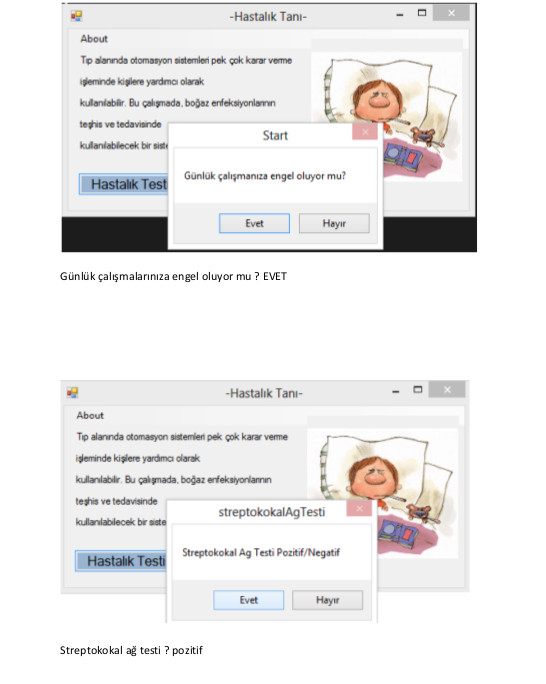 -Hastalık Tanı-
About
Tıp alanında otomasyon sistemleri pek çok karar verme
işleminde kişilere yardımcı olarak
kullanılabilir. Bu çalışmada, boğaz enfeksiyonlarının
teşhis ve tedavisinde
kullanılabilecek bir siste
Hastalık Test
Start
Günlük çalışmanıza engel oluyor mu?
Evet
Hayır
Günlük çalışmalarınıza engel oluyor mu ? EVET
-Hastalık Tanı-
About
Tıp alanında otomasyon sistemleri pek çok karar verme
işleminde kişilere yardımcı olarak
kullanılabilir. Bu çalışmada, boğaz enfeksiyonlarının
teşhis ve tedavisinde
kullanılabilecek bir siste
Hastalık Testi
streptokokalAgTesti
Streptokokal Ag Testi Pozitif/Negatif
Evet
Hayır
Streptokokal ağ testi ? pozitif